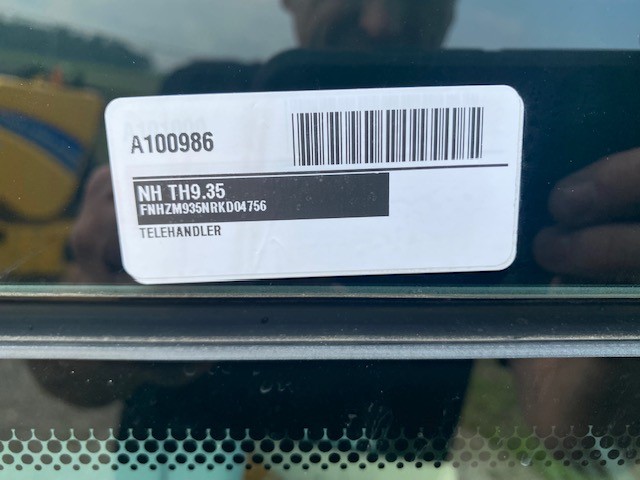 A100986
NH TH9.35
FNHZM935NRKD04756
TELEHANDLER